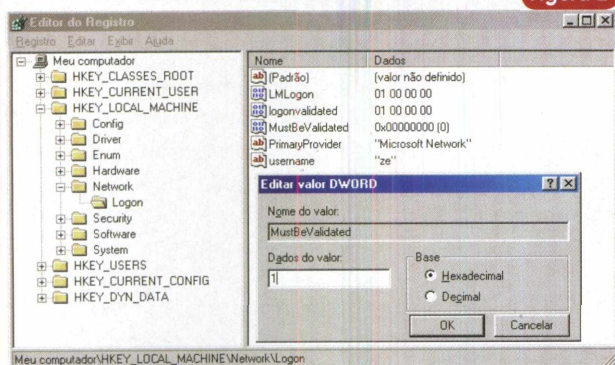 Editor do Registro
Registro Editar Exibir Ajuda
Meu computador
HKEY_CLASSES_ROOT
HKEY_CURRENT_USER
HKEY_LOCAL_MACHINE
Config
Driver
Enum
Hardware
Network
Logon
Security
Software
System
HKEY_USERS
HKEY_CURRENT_CONFIG
HKEY_DYN_DATA
Nome Dados
(Padrão) (valor não definido)
LMLogon 01 00 00 00
logonvalidated 01 00 00 00
MustBeValidated 0x00000000 (0)
PrimaryProvider "Microsoft Network"
username "ze"
Editar valor DWORD
Nome do valor:
MustBeValidated
Dados do valor:
1
Base
Hexadecimal
Decimal
OK Cancelar
Meu computador\HKEY_LOCAL_MACHINE\Network\Logon